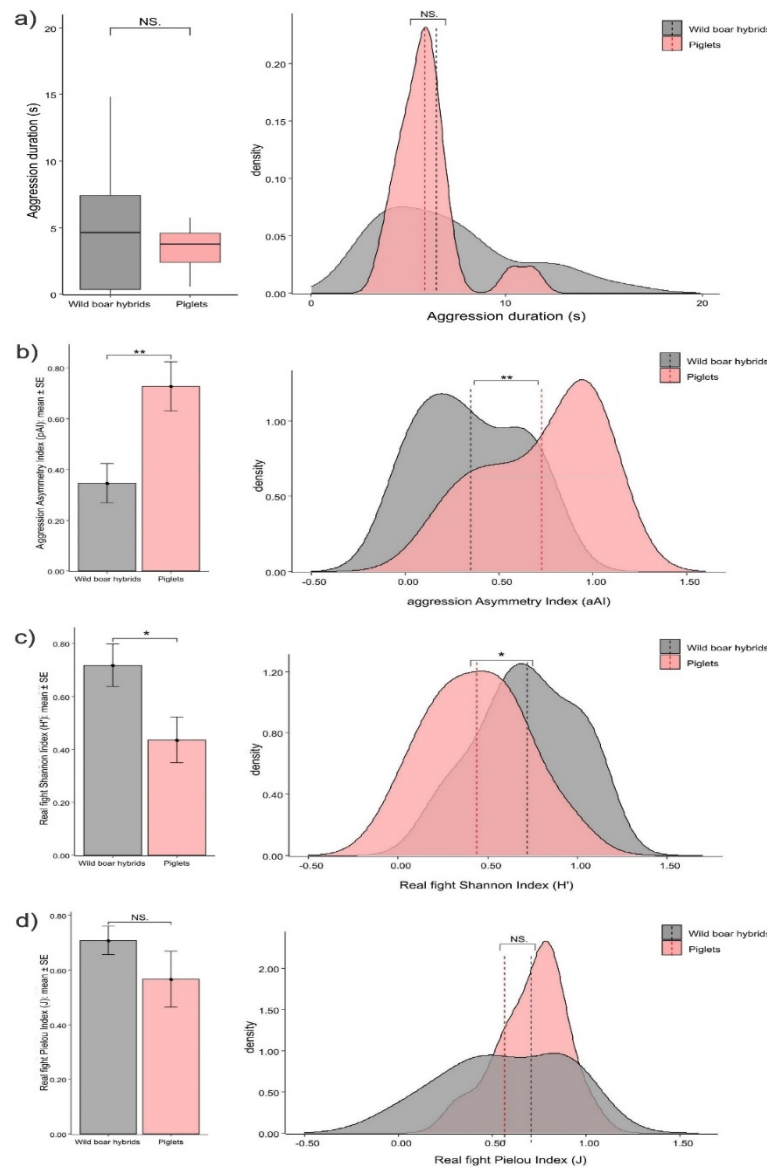 a)
NS.
20
15
10
5
0
Aggression duration (s)
Wild boar hybrids
Piglets
NS.
Wild boar hybrids
Piglets
0.20
0.15
0.10
0.05
0.00
density
0
10
20
Aggression duration (s)
b)
**
0.80
0.60
0.40
0.20
0.00
Aggression Asymmetry Index (pAI): mean ± SE
Wild boar hybrids
Piglets
**
Wild boar hybrids
Piglets
1.00
0.50
0.00
density
-0.50
0.00
0.50
1.00
1.50
aggression Asymmetry Index (aAI)
c)
*
0.80
0.60
0.40
0.20
0.00
Real fight Shannon Index (H'): mean ± SE
Wild boar hybrids
Piglets
*
Wild boar hybrids
Piglets
1.20
0.80
0.40
0.00
density
-0.50
0.00
0.50
1.00
1.50
Real fight Shannon Index (H')
d)
NS.
0.80
0.60
0.40
0.20
0.00
Real fight Pielou Index (J): mean ± SE
Wild boar hybrids
Piglets
NS.
Wild boar hybrids
Piglets
2.00
1.50
1.00
0.50
0.00
density
-0.50
0.00
0.50
1.00
1.50
Real fight Pielou Index (J)